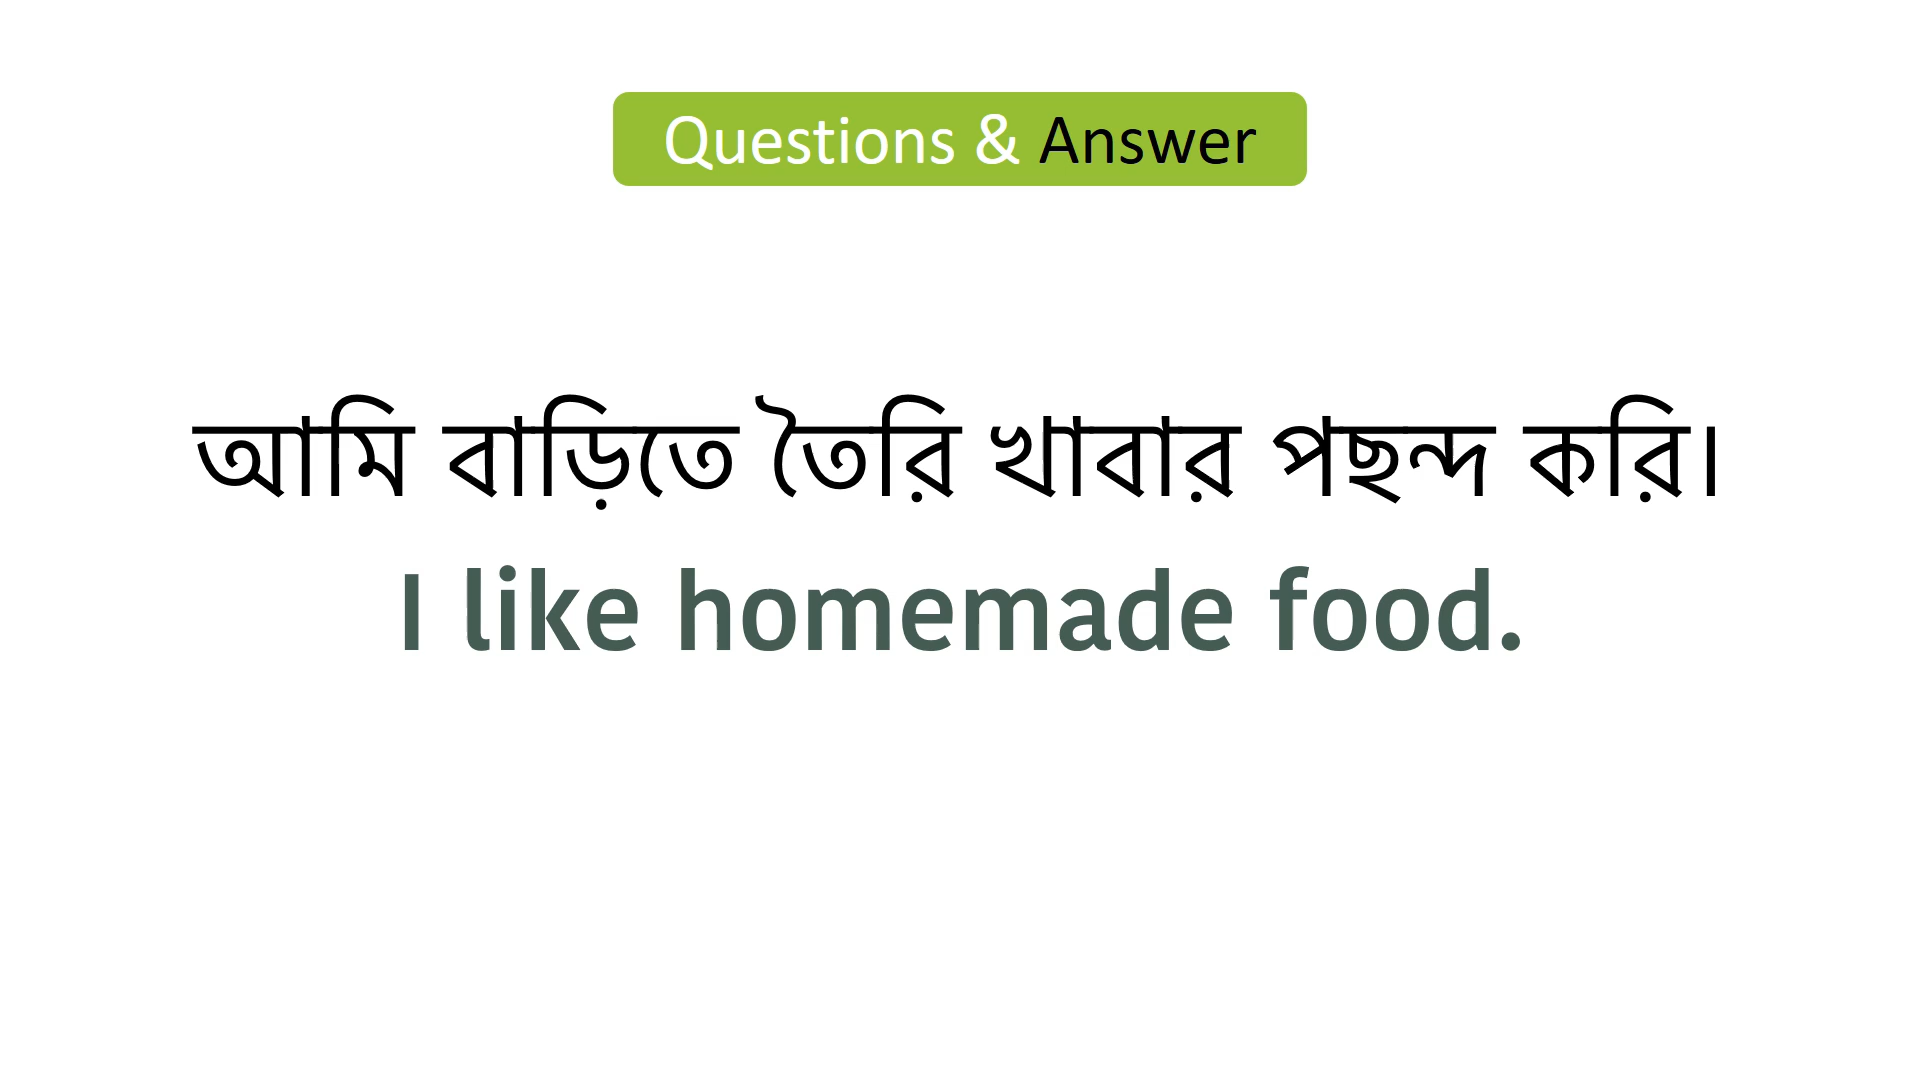 Questions & Answer
আমি বাড়িতে তৈরি খাবার পছন্দ করি।
I like homemade food.